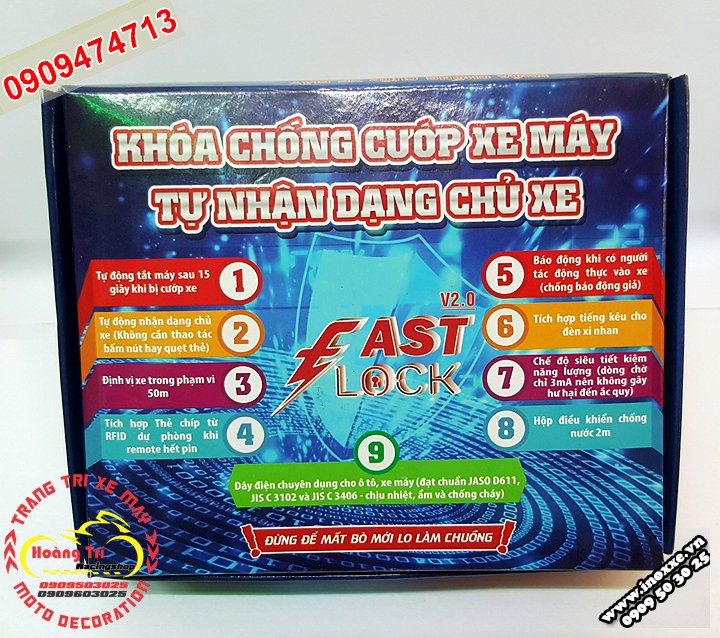 0909474713
KHÓA CHỐNG CƯỚP XE MÁY
TỰ NHẬN DẠNG CHỦ XE
Tự động tắt máy sau 15
giây khi bị cướp xe
1
Tự động nhận dạng chủ
xe (Không cần thao tác
bấm nút hay quẹt thẻ)
2
Định vị xe trong phạm vi
50m
3
Tích hợp Thẻ chíp từ
RFID dự phòng khi
remote hết pin
4
V2.0
FAST
LOCK
5
Báo động khi có người
tác động thực vào xe
(chống báo động giả)
6
Tích hợp tiếng kêu cho
đèn xi nhan
7
Chế độ siêu tiết kiệm
năng lượng (dòng chờ
chỉ 3mA nên không gây
hư hại đến ắc quy)
8
Hộp điều khiển chống
nước 2m
9
Dây điện chuyên dụng cho ô tô, xe máy (đạt chuẩn JASO D611,
JIS C 3102 và JIS C 3406 - chịu nhiệt, ẩm và chống cháy)
ĐỪNG ĐỂ MẤT BÒ MỚI LO LÀM CHUỒNG
TRANG TRI XE MAY
Hoàng Trí
Racingshop
0909503025
0909603025
MOTO DECORATION
www.inoxxe.vn
0909 50 30 25